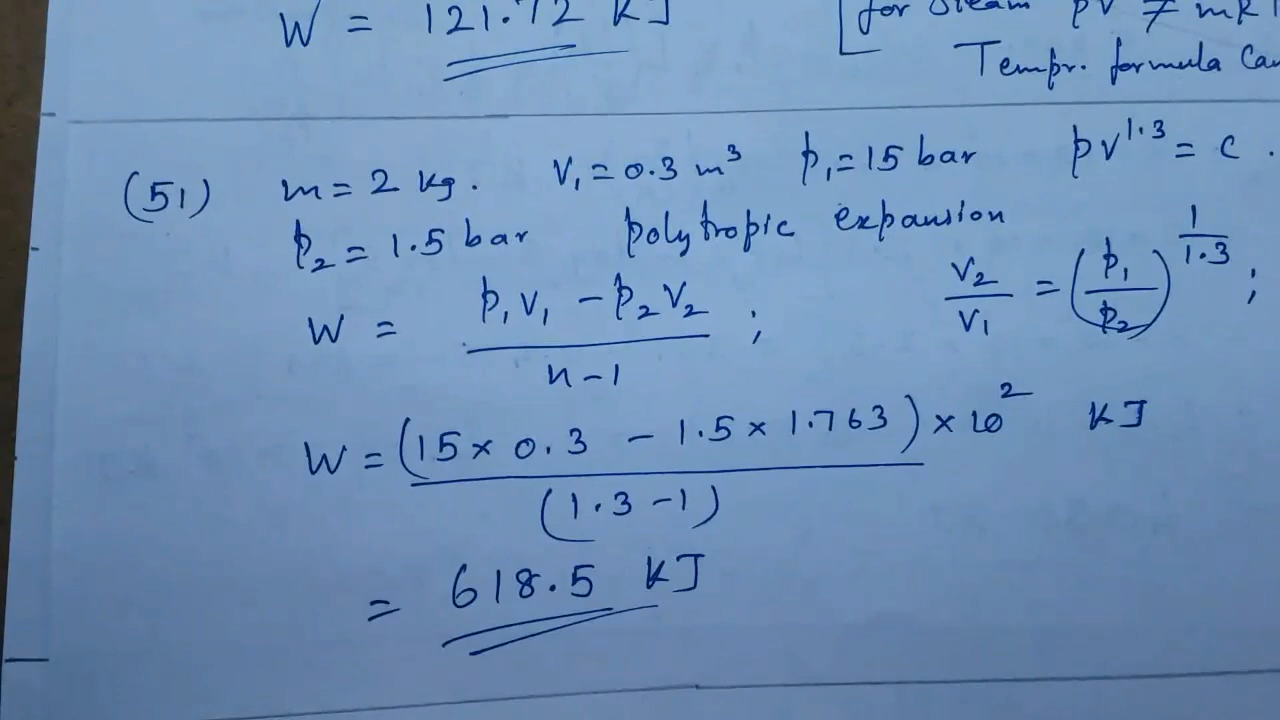 W = 121.72 KJ [for Steam pv ≠ mRT
Tempr. formula Can
(51) m = 2 kg. V₁ = 0.3 m³ p₁ = 15 bar pv^1.3 = c.
p₂ = 1.5 bar polytropic expansion
W = (p₁V₁ - p₂V₂) / (n-1) ; V₂/V₁ = (p₁/p₂)^(1/1.3) ;
W = (15 × 0.3 - 1.5 × 1.763) × 10² / (1.3 - 1) KJ
= 618.5 KJ